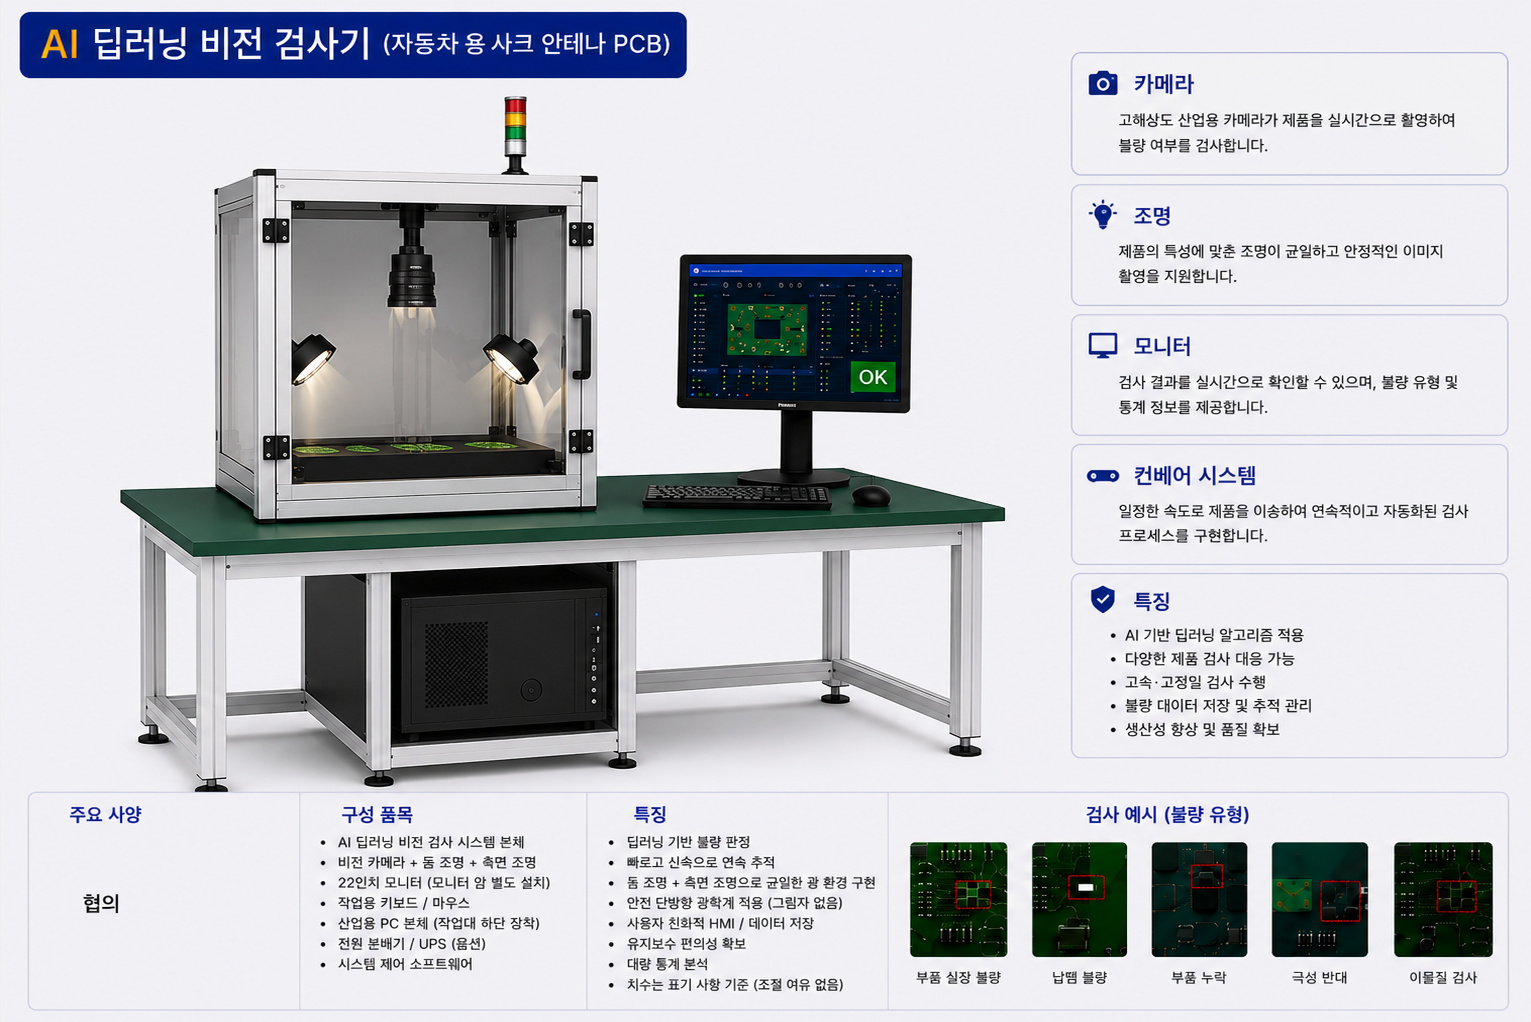 AI 딥러닝 비전 검사기 (자동차 용 샤크 안테나 PCB)
카메라
고해상도 산업용 카메라가 제품을 실시간으로 촬영하여
불량 여부를 검사합니다.
조명
제품의 특성에 맞춘 조명이 균일하고 안정적인 이미지
촬영을 지원합니다.
모니터
검사 결과를 실시간으로 확인할 수 있으며, 불량 유형 및
통계 정보를 제공합니다.
컨베어 시스템
일정한 속도로 제품을 이송하여 연속적이고 자동화된 검사
프로세스를 구현합니다.
특징
• AI 기반 딥러닝 알고리즘 적용
• 다양한 제품 검사 대응 가능
• 고속·고정일 검사 수행
• 불량 데이터 저장 및 추적 관리
• 생산성 향상 및 품질 확보
OK
주요 사양
협의
구성 품목
• AI 딥러닝 비전 검사 시스템 본체
• 비전 카메라 + 돔 조명 + 측면 조명
• 22인치 모니터 (모니터 암 별도 설치)
• 작업용 키보드 / 마우스
• 산업용 PC 본체 (작업대 하단 장착)
• 전원 분배기 / UPS (옵션)
• 시스템 제어 소프트웨어
특징
• 딥러닝 기반 불량 판정
• 빠르고 신속으로 연속 추적
• 돔 조명 + 측면 조명으로 균일한 광 환경 구현
• 안전 단방향 광학계 적용 (그림자 없음)
• 사용자 친화적 HMI / 데이터 저장
• 유지보수 편의성 확보
• 대량 통계 분석
• 치수는 표기 사항 기준 (조절 여유 없음)
검사 예시 (불량 유형)
부품 실장 불량
납땜 불량
부품 누락
극성 반대
이물질 검사